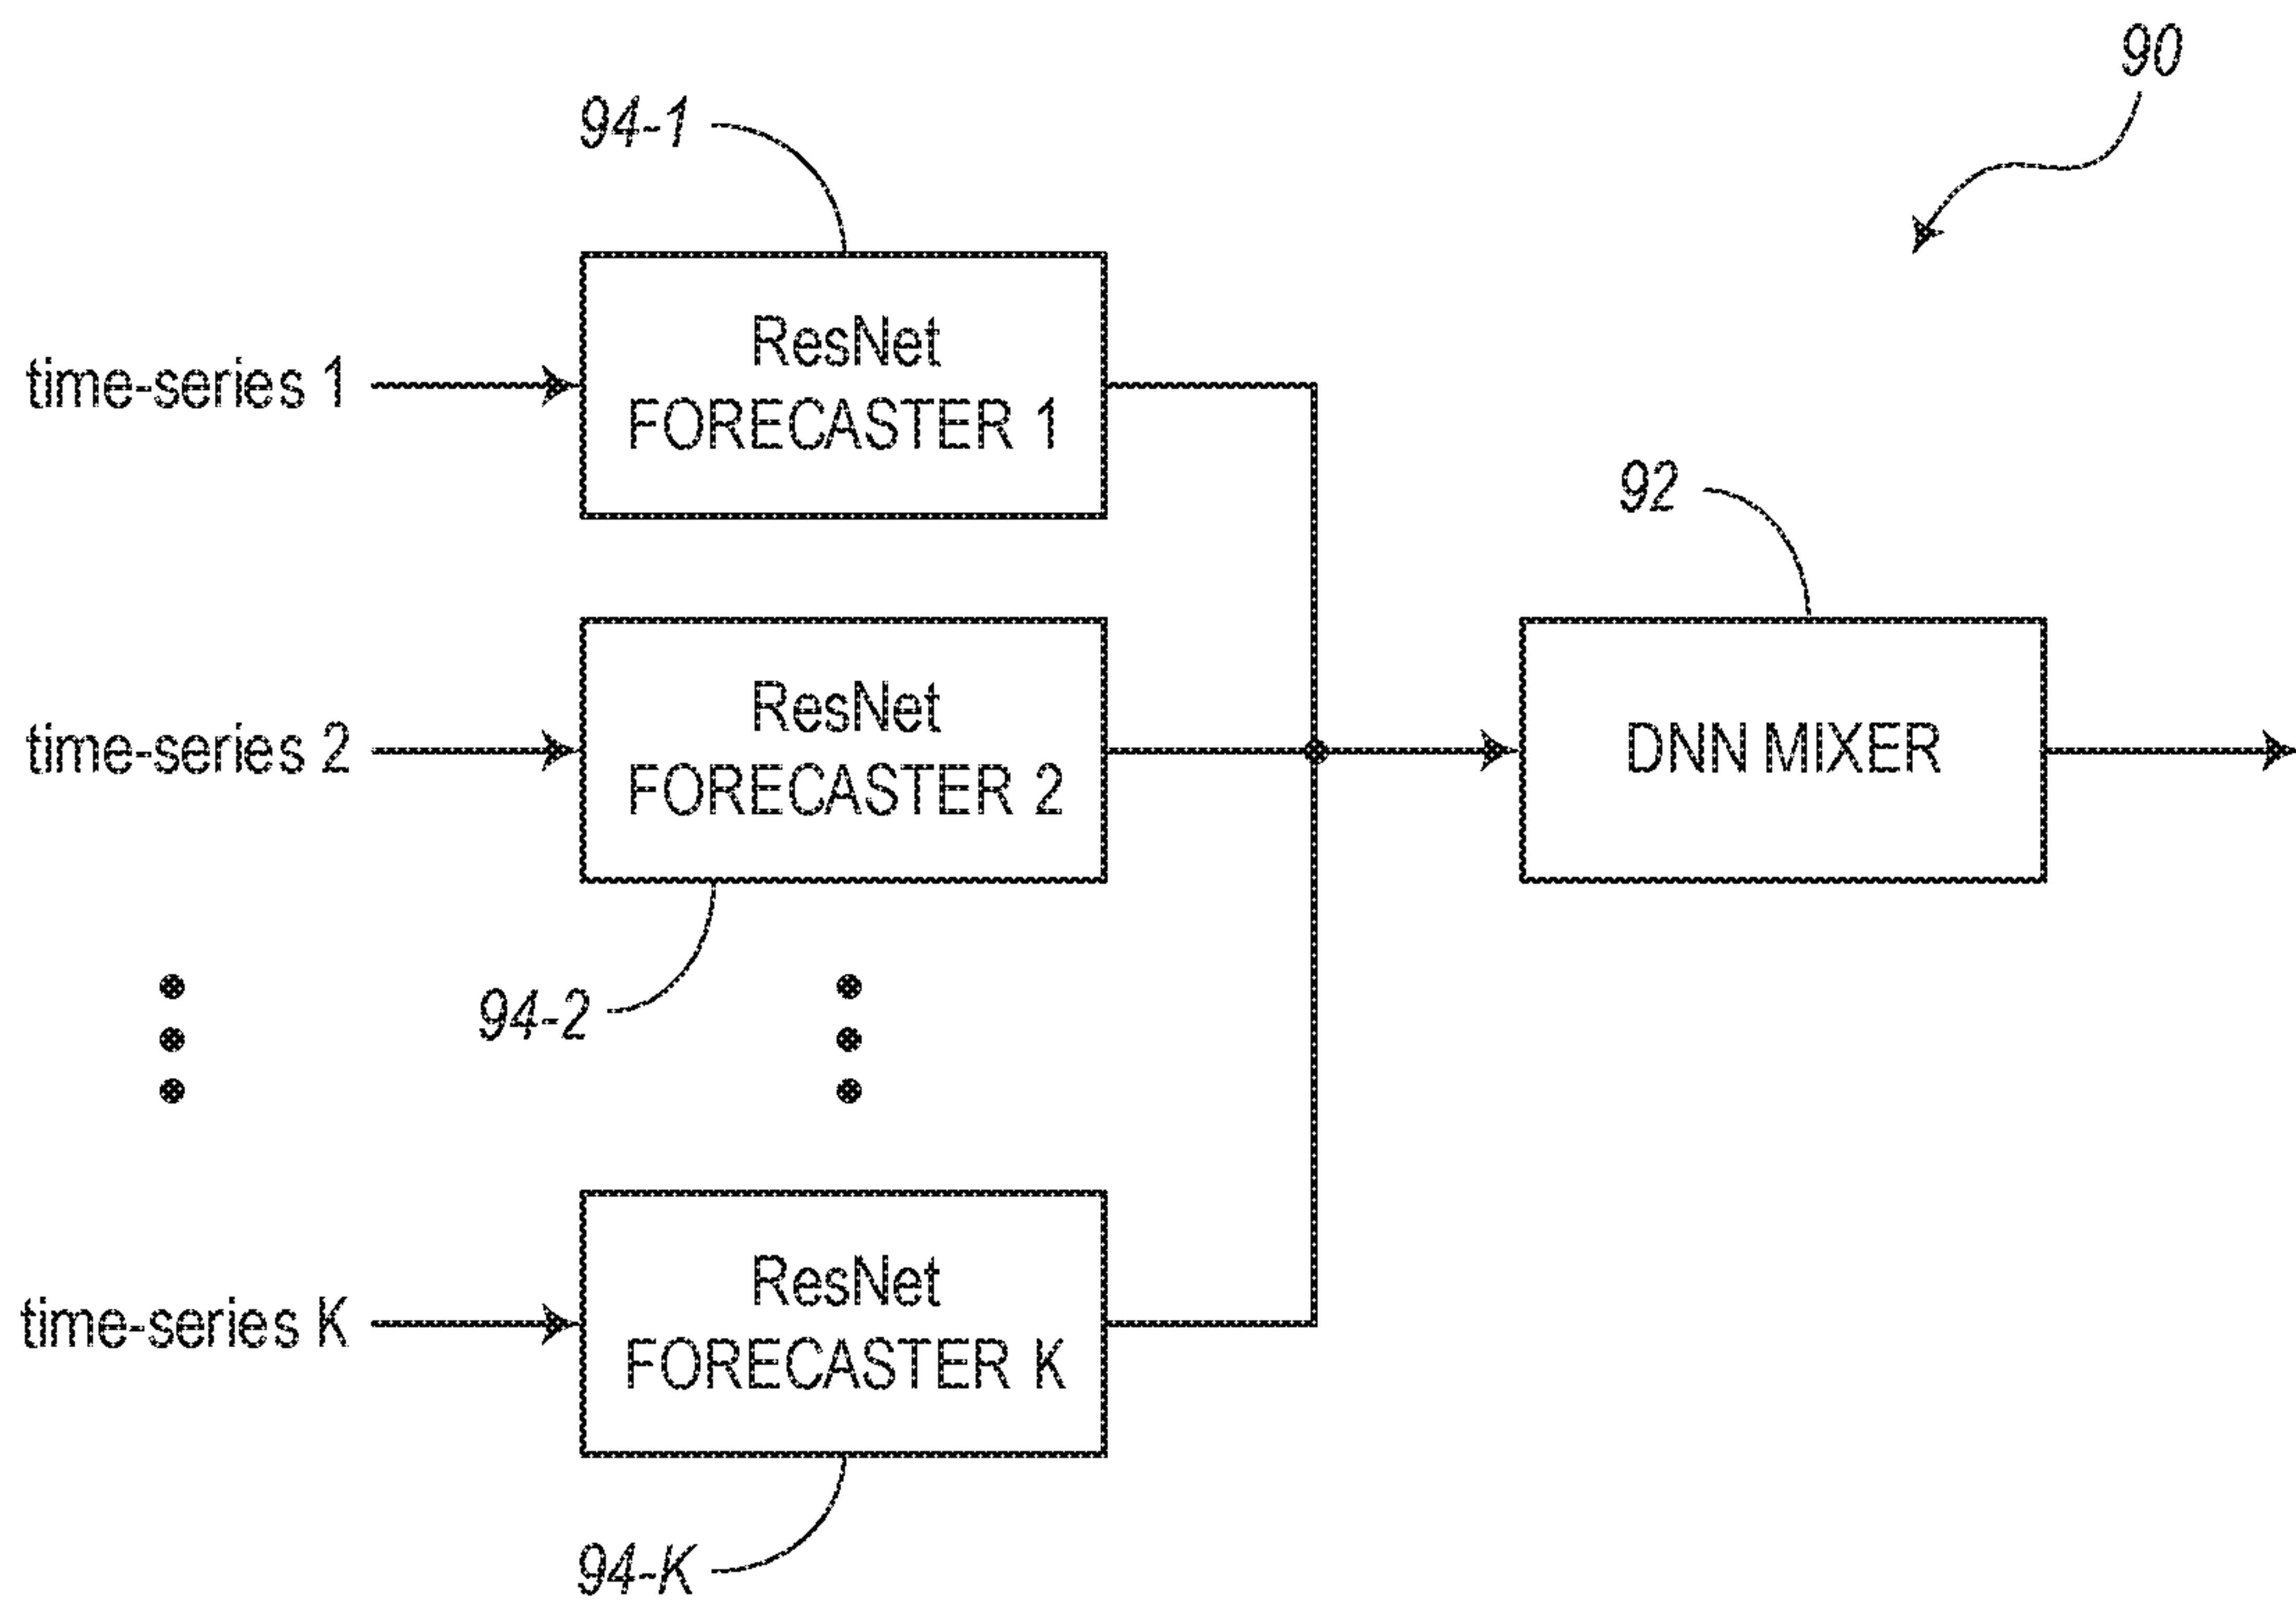 90
94-1
time-series 1
ResNet
FORECASTER 1
92
time-series 2
ResNet
FORECASTER 2
DNN MIXER
94-2
time-series K
ResNet
FORECASTER K
94-K